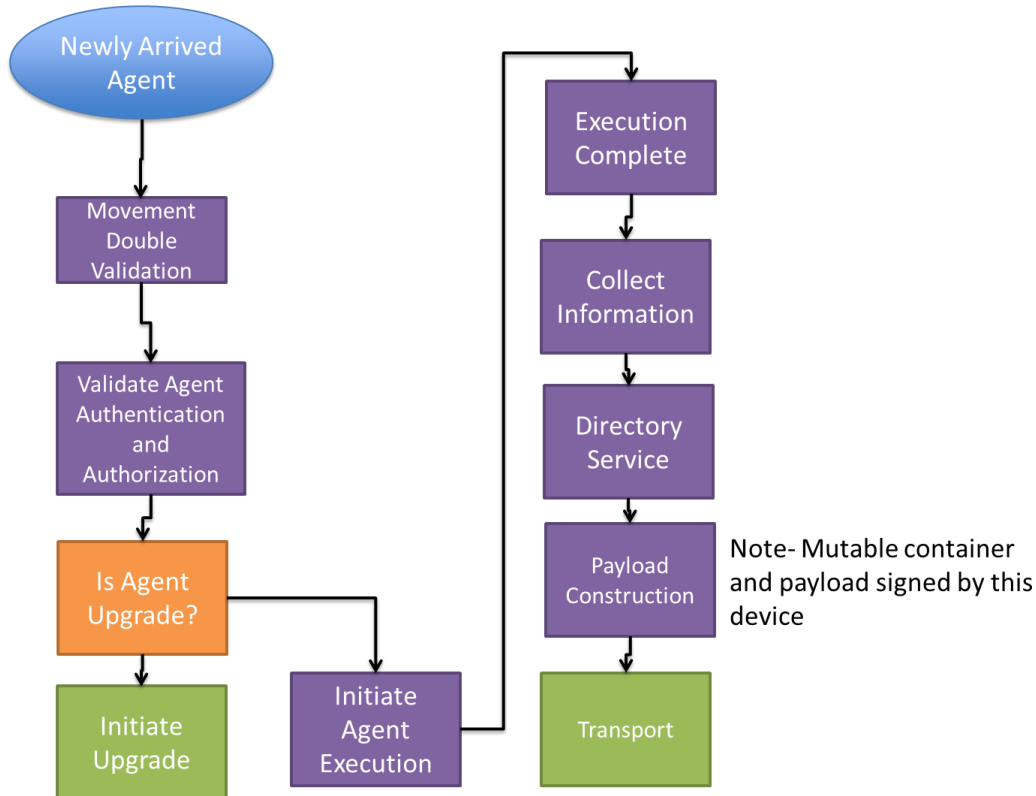 Newly Arrived
Agent
Movement
Double
Validation
Validate Agent
Authentication
and
Authorization
Is Agent
Upgrade?
Initiate
Upgrade
Initiate
Agent
Execution
Execution
Complete
Collect
Information
Directory
Service
Payload
Construction
Note- Mutable container
and payload signed by this
device
Transport